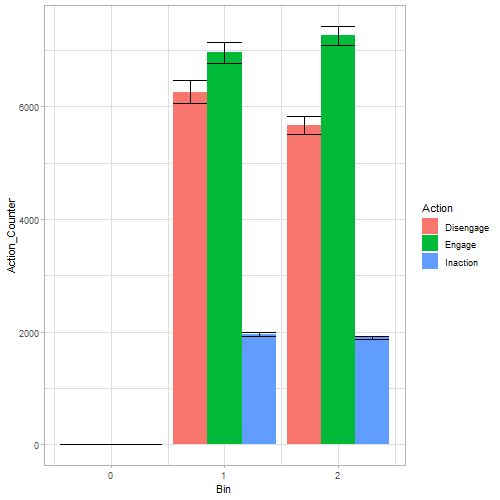 Action_Counter
6000
4000
2000
0
0
1
2
Bin
Action
Disengage
Engage
Inaction